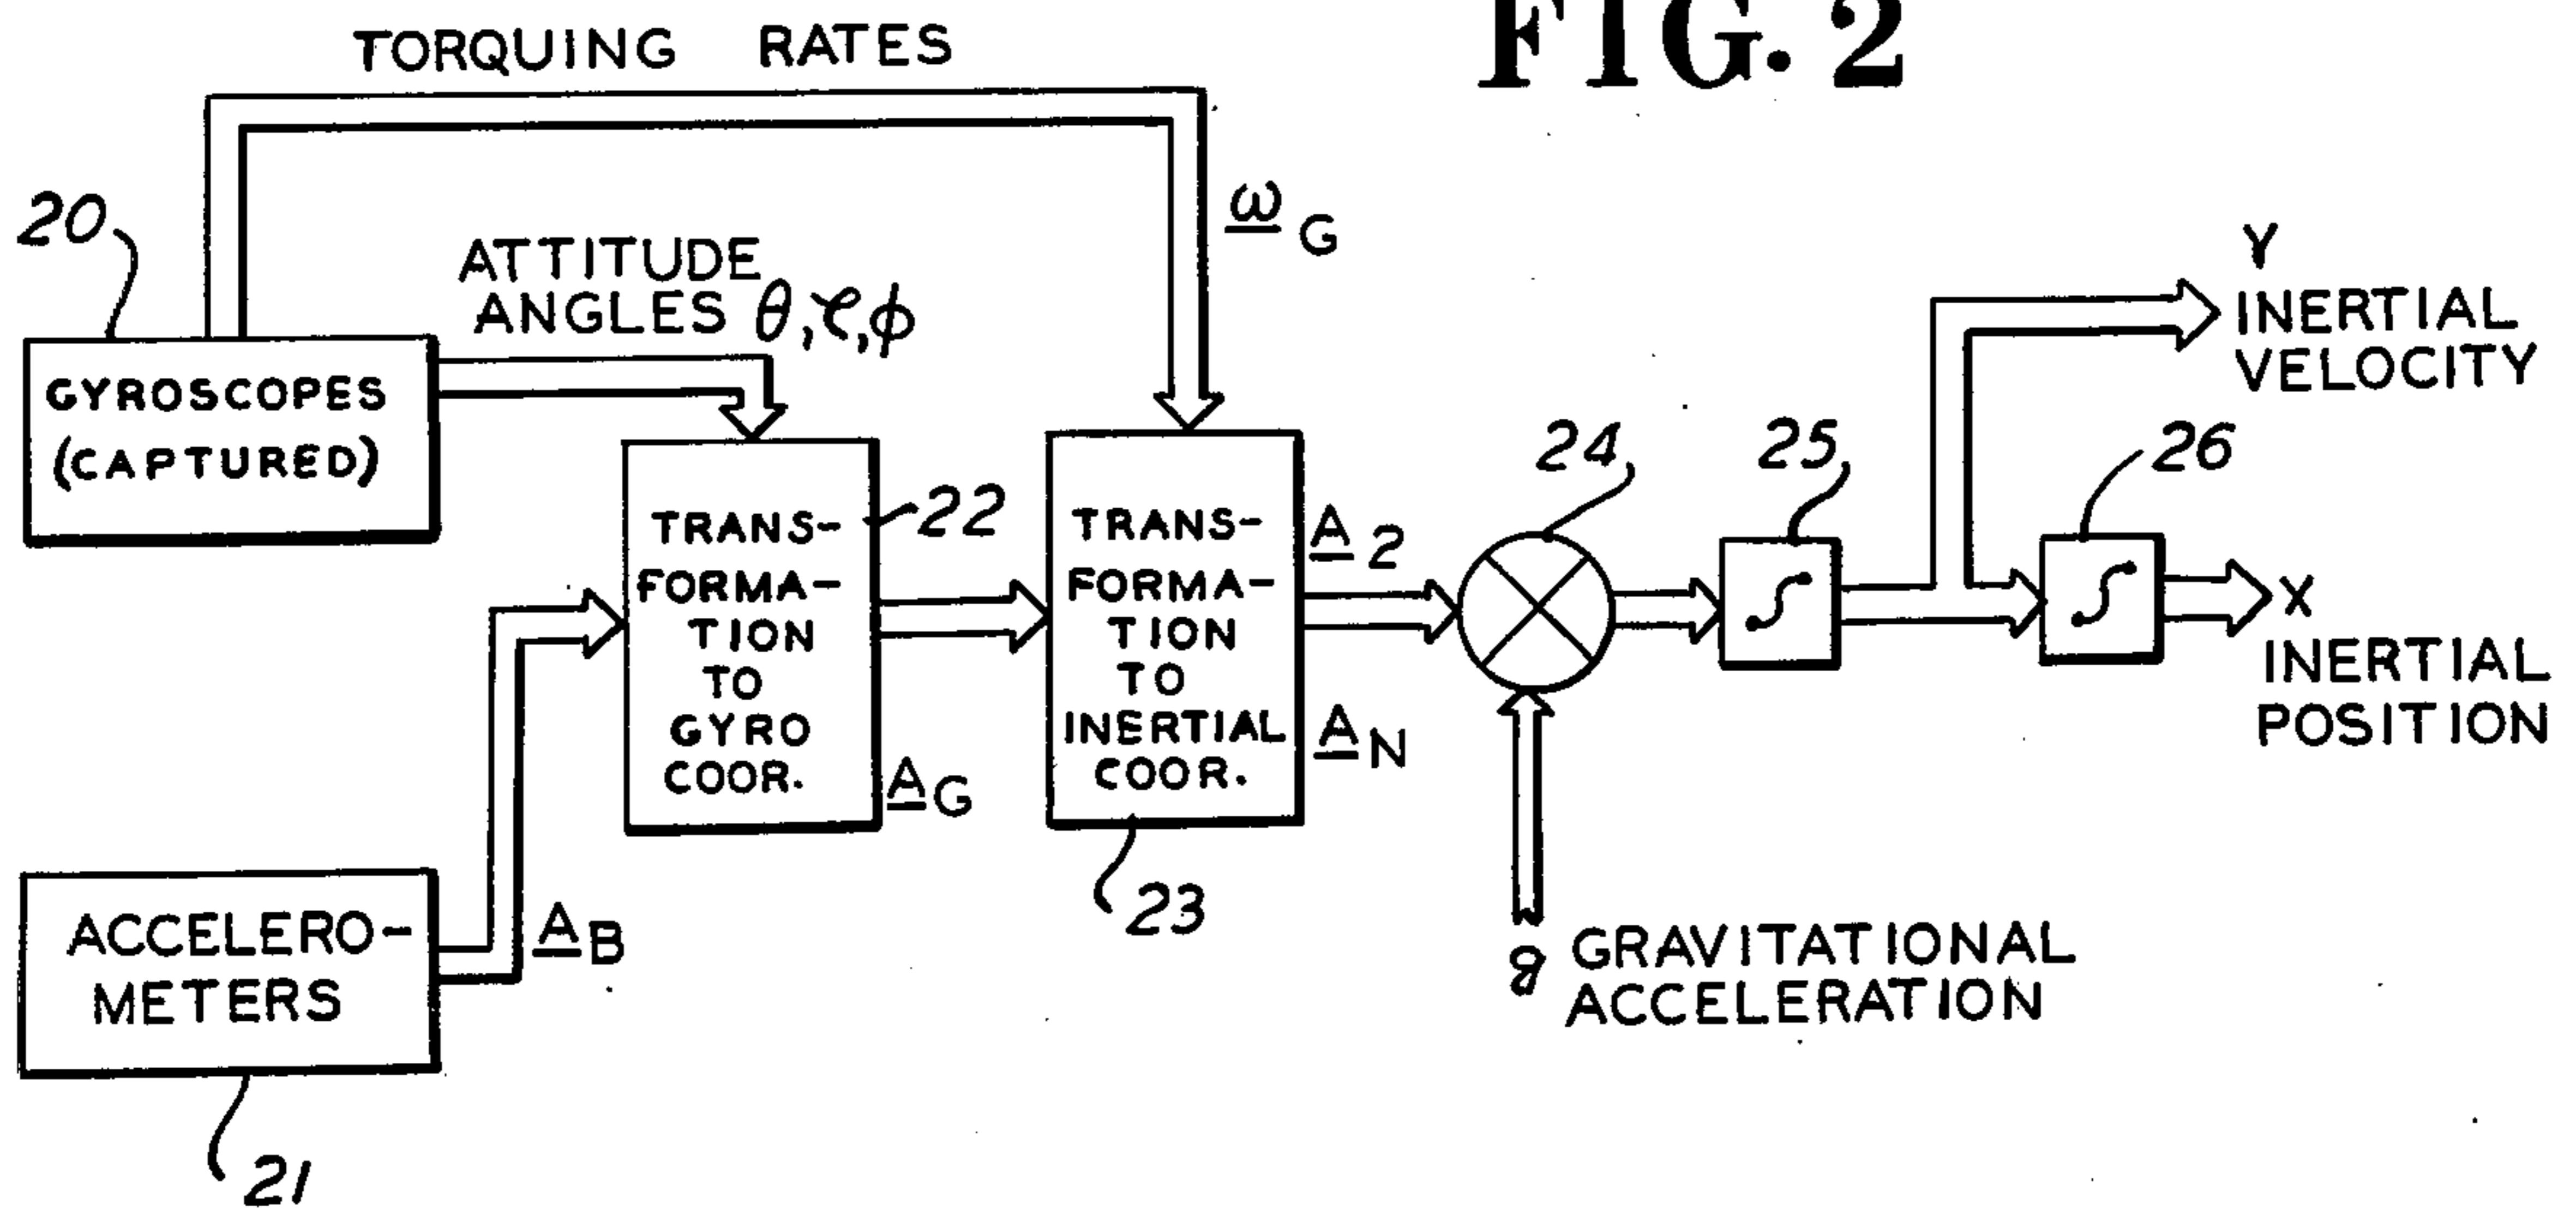 FIG. 2
TORQUING RATES
ω G
20
ATTITUDE
ANGLES θ, , φ
GYROSCOPES
(CAPTURED)
22
TRANS-
FORMA-
TION
TO
GYRO
COOR.
A G
TRANS-
FORMA-
TION
TO
INERTIAL
COOR.
23
A 2
A N
24
25
26
Y
INERTIAL
VELOCITY
X
INERTIAL
POSITION
g GRAVITATIONAL
ACCELERATION
ACCELERO-
METERS
A B
21